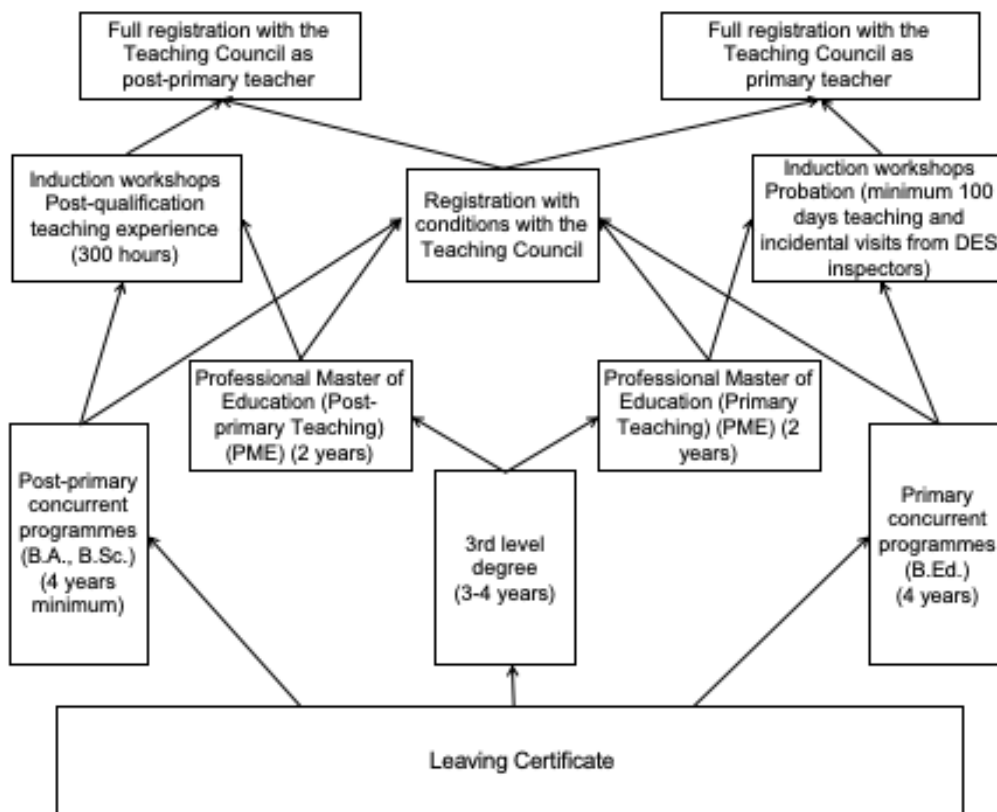 Full registration with the
Teaching Council as
post-primary teacher
Full registration with the
Teaching Council as
primary teacher
Induction workshops
Post-qualification
teaching experience
(300 hours)
Registration with
conditions with the
Teaching Council
Induction workshops
Probation (minimum 100
days teaching and
incidental visits from DES
inspectors)
Professional Master of
Education (Post-
primary Teaching)
(PME) (2 years)
Professional Master of
Education (Primary
Teaching) (PME) (2
years)
Post-primary
concurrent
programmes
(B.A., B.Sc.)
(4 years
minimum)
3rd level
degree
(3-4 years)
Primary
concurrent
programmes
(B.Ed.)
(4 years)
Leaving Certificate